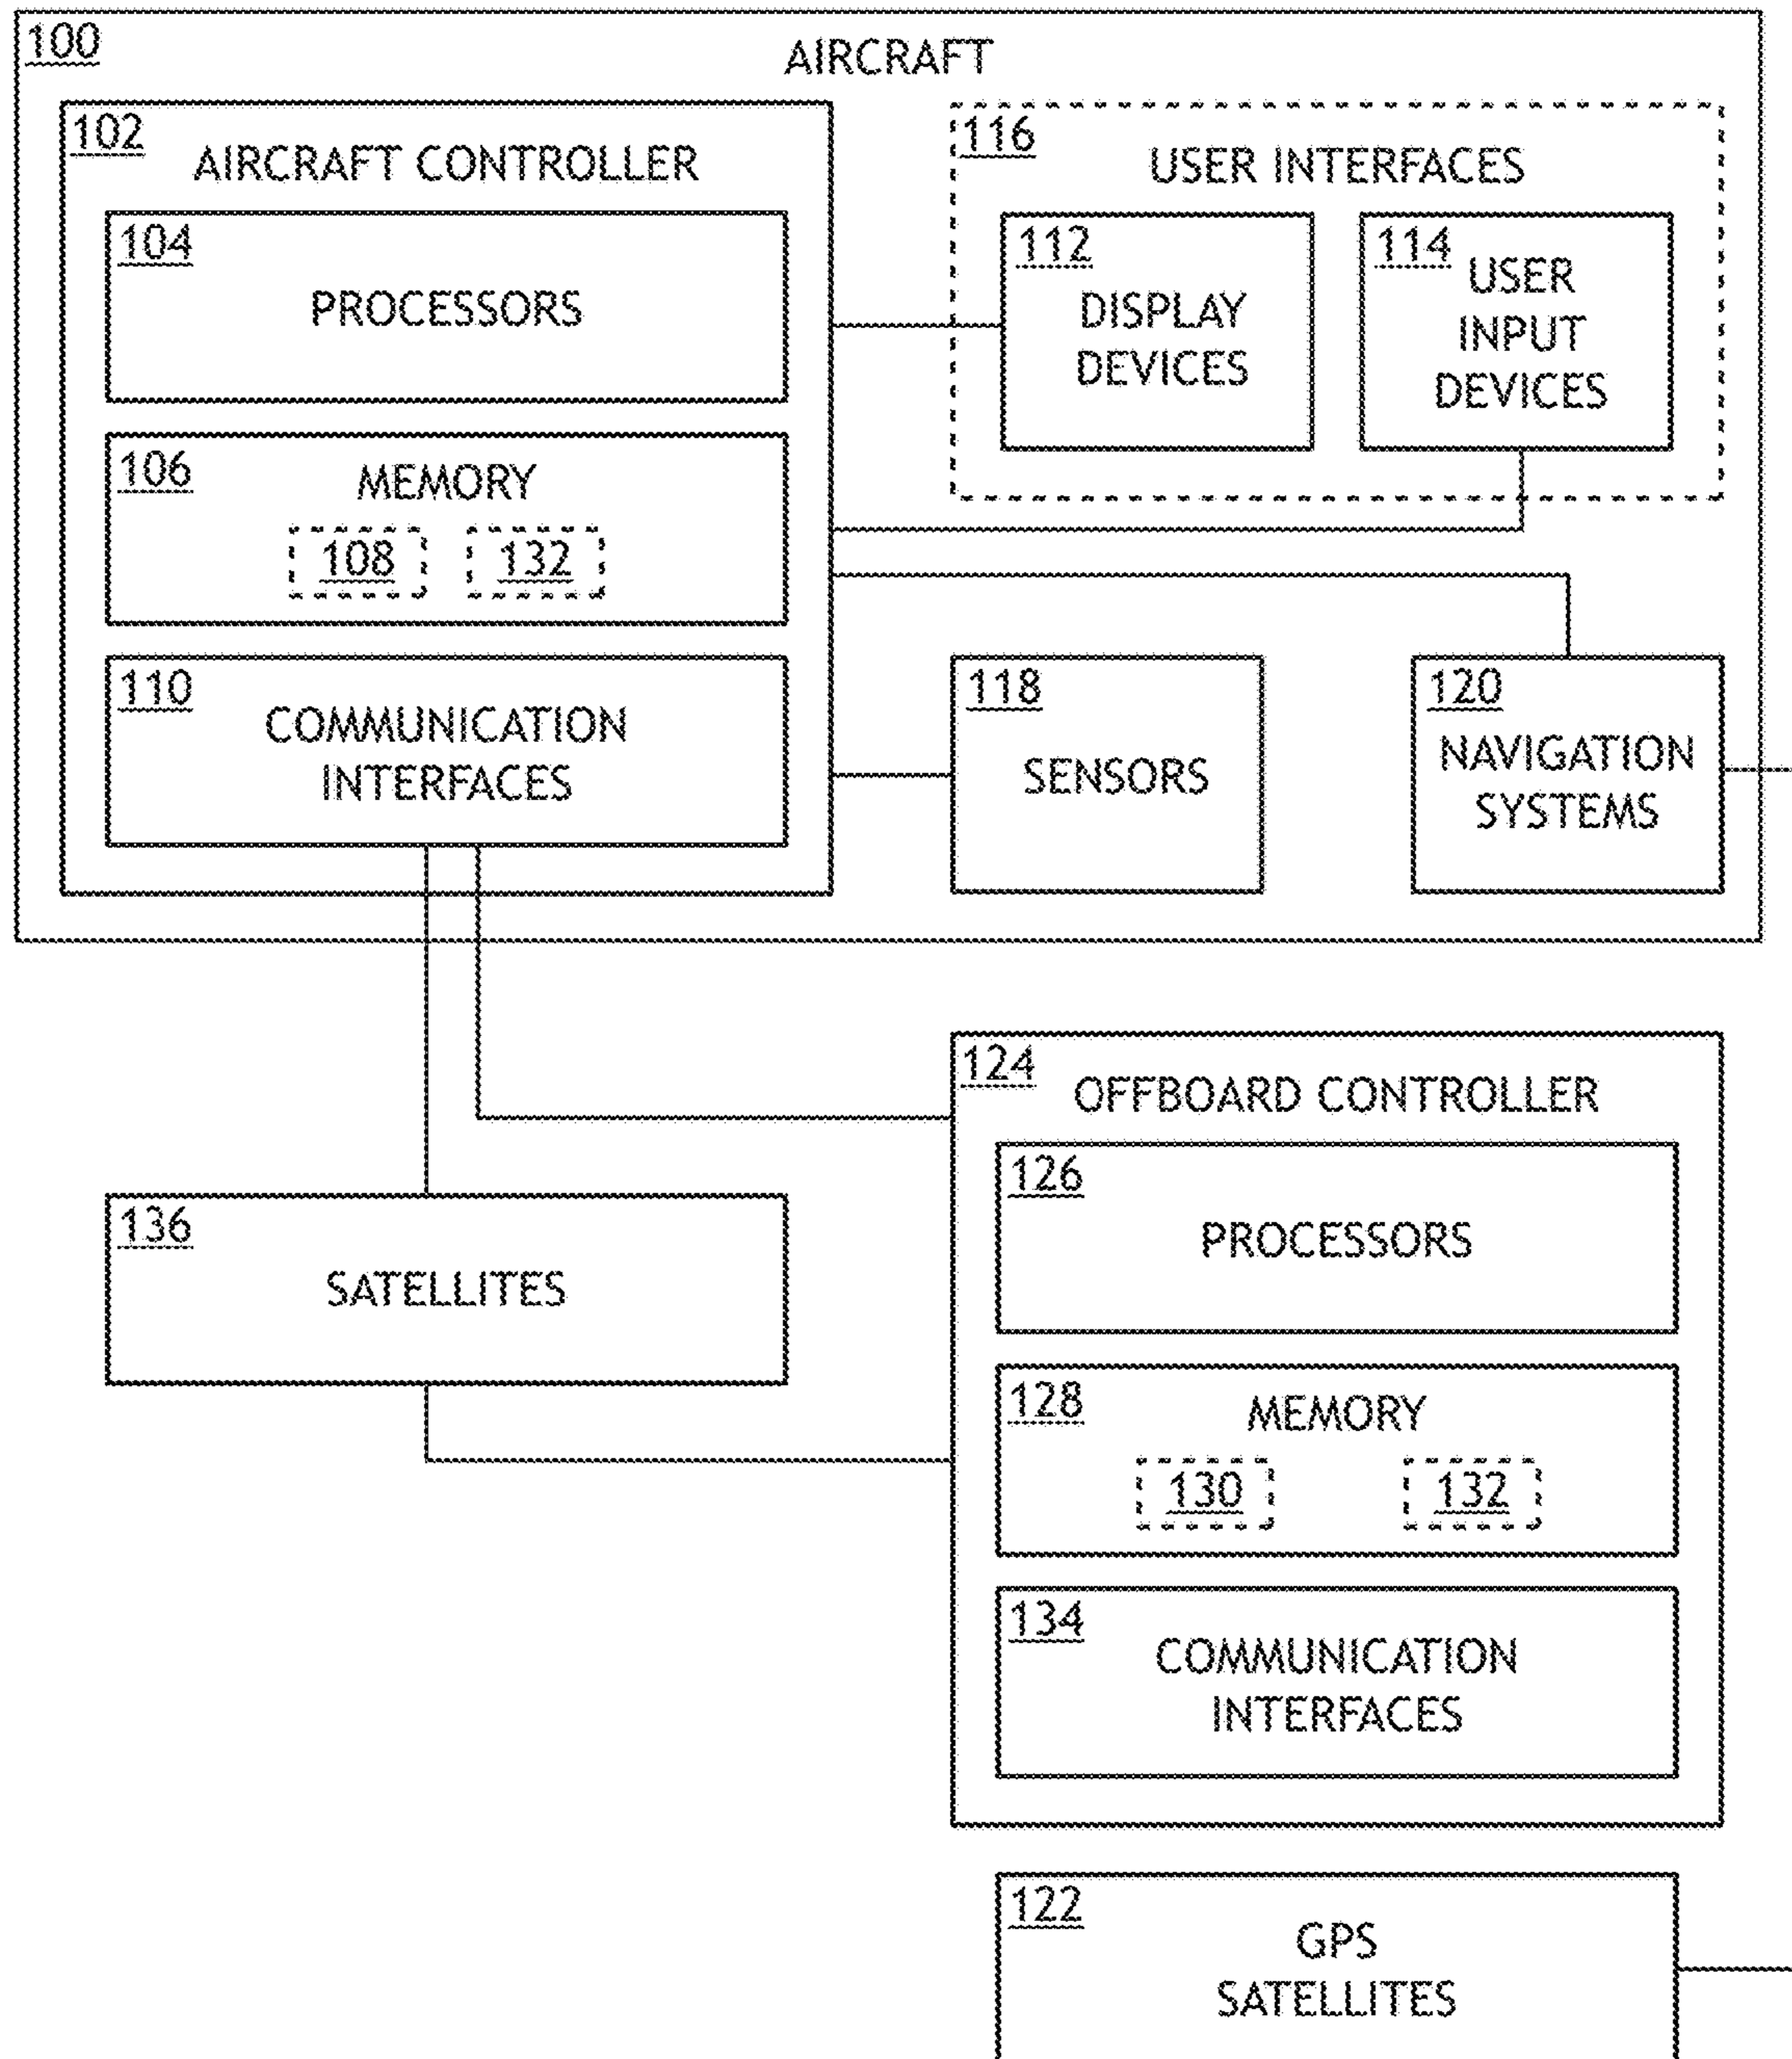 100
AIRCRAFT
102
AIRCRAFT CONTROLLER
104
PROCESSORS
106
MEMORY
108
132
110
COMMUNICATION
INTERFACES
116
USER INTERFACES
112
DISPLAY
DEVICES
114
USER
INPUT
DEVICES
118
SENSORS
120
NAVIGATION
SYSTEMS
124
OFFBOARD CONTROLLER
126
PROCESSORS
136
SATELLITES
128
MEMORY
130
132
134
COMMUNICATION
INTERFACES
122
GPS
SATELLITES